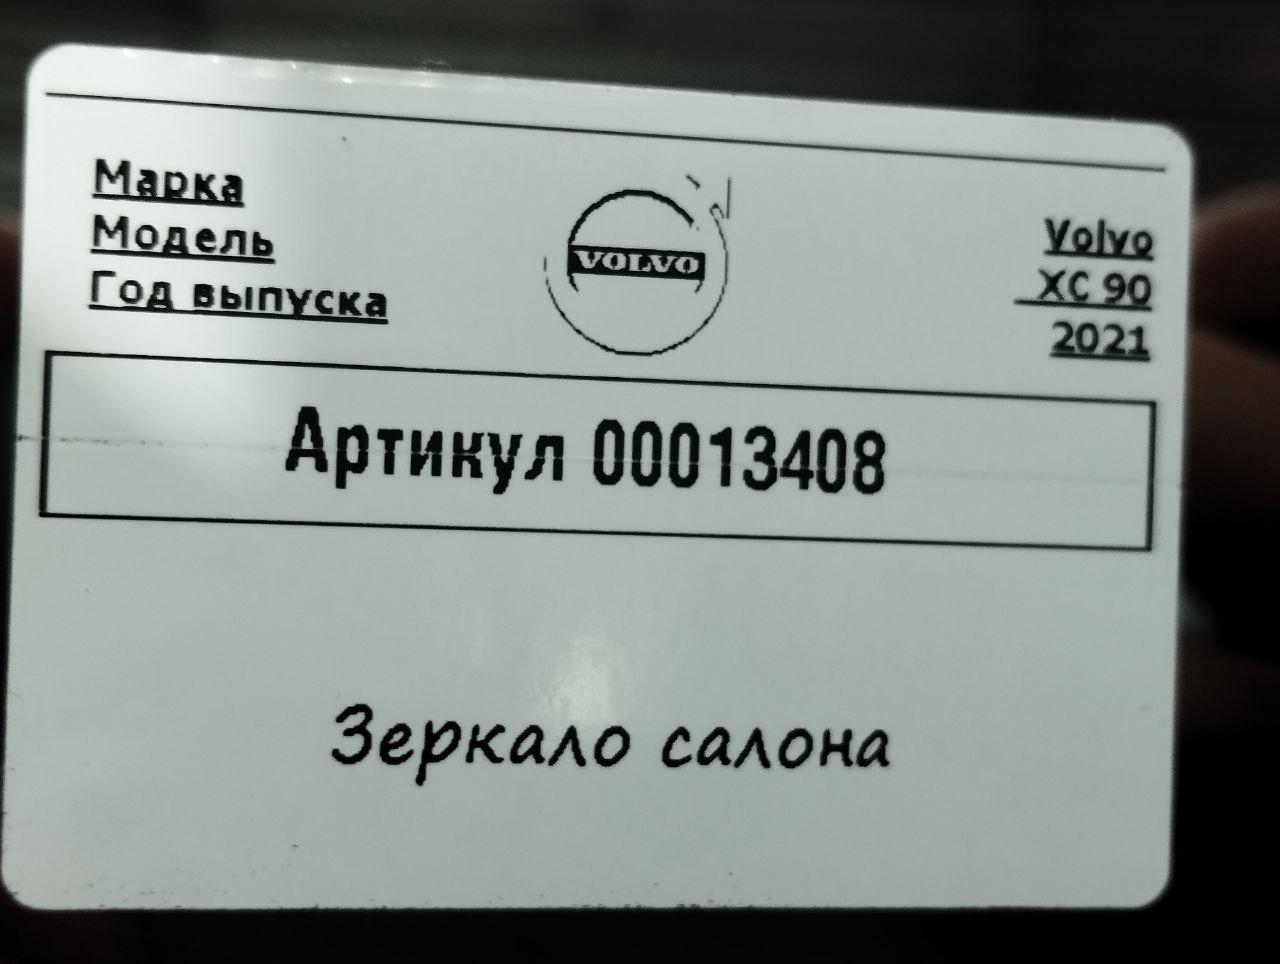 Марка
Модель
Год выпуска
VOLVO
Volvo
XC 90
2021
Артикул 00013408
Зеркало салона